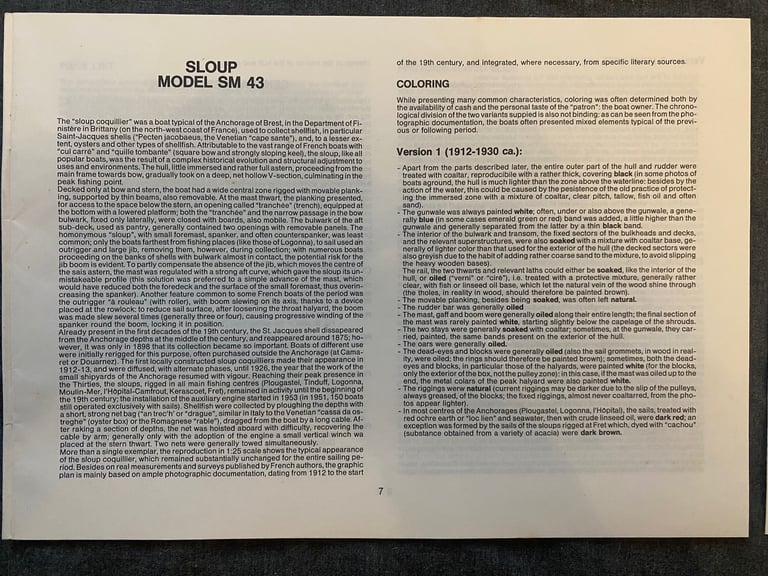 SLOUP
MODEL SM 43
The "sloup coquillier" was a boat typical of the Anchorage of Brest, in the Department of Fi-
nistère in Brittany (on the north-west coast of France), used to collect shellfish, in particular
Saint-Jacques shells ("Pecten jacobaeus, the Venetian "cape sante"), and, to a lesser ex-
tent, oysters and other types of shellfish. Attributable to the vast range of French boats with
"cul carré" and "quille tombante" (square bow and strongly sloping keel), the sloup, like all
popular boats, was the result of a complex historical evolution and structural adjustment to
uses and environments. The hull, little immersed and rather full astern, proceeding from the
main frame towards bow, gradually took on a deep, net hollow V-section, culminating in the
peak fishing point.
Decked only at bow and stern, the boat had a wide central zone rigged with movable plank-
ing, supported by thin beams, also removable. At the mast thwart, the planking presented,
for access to the space below the stern, an opening called "tranchée" (trench), equipped at
the bottom with a lowered platform; both the "tranchée" and the narrow passage in the bow
bulwark, fixed only laterally, were closed with boards, also mobile. The bulwark of the aft
sub-deck, used as pantry, generally contained two openings with removable panels. The
homonymous "sloup", with small foremast, spanker, and often counterspanker, was least
common; only the boats farthest from fishing places (like those of Logonna), to sail used an
outrigger and large jib, removing them, however, during collection; with numerous boats
proceeding on the banks of shells with bulwark almost in contact, the potential risk for the
jib boom is evident. To partly compensate the absence of the jib, which moves the centre of
the sais astern, the mast was regulated with a strong aft curve, which gave the sloup its un-
mistakeable profile (this solution was preferred to a simple advance of the mast, which
would have reduced both the foredeck and the surface of the small foremast, thus overin-
creasing the spanker). Another feature common to some French boats of the period was
the outrigger "à rouleau" (with roller), with boom slewing on its axis, thanks to a device
placed at the rowlock: to reduce sail surface, after loosening the throat halyard, the boom
was made slew several times (generally three or four), causing progressive winding of the
spanker round the boom, locking it in position.
Already present in the first decades of the 19th century, the St. Jacques shell dissappeared
from the Anchorage depths at the middle of the century, and reappeared around 1875; ho-
wever, it was only in 1898 that its collection became so important. Boats of different use
were initially rerigged for this purpose, often purchased outside the Anchorage (at Cama-
ret or Douarnez). The first locally constructed sloup coquilliers made their appearance in
1912-13, and were diffused, with alternate phases, until 1926, the year that the work of the
small shipyards of the Anchorage resumed with vigour. Reaching their peak presence in
the Thirties, the sloups, rigged in all main fishing centres (Plougastel, Tinduff, Logonna,
Moulin-Mer, l'Hôpital-Camfrout, Kerascoet, Fret), remained in activity until the beginning of
the 19th century; the installation of the auxiliary engine started in 1953 (in 1951, 150 boats
still operated exclusively with sails). Shellfish were collected by ploughing the depths with
a short, strong net bag ("an trec'h" or "drague", similar in Italy to the Venetian "cassa da os-
treghe" (oyster box) or the Romagnese "rabele"), dragged from the boat by a long cable. Af-
ter raking a section of depths, the net was hoisted aboard with difficulty, recovering the
cable by arm; generally only with the adoption of the engine a small vertical winch wa
placed at the stern thwart. Two nets were generally towed simultaneously.
More than a single exemplar, the reproduction in 1:25 scale shows the typical appearance
of the sloup coquillier, which remained substantially unchanged for the entire sailing pe-
riod. Besides on real measurements and surveys published by French authors, the graphic
plan is mainly based on ample photographic documentation, dating from 1912 to the start
of the 19th century, and integrated, where necessary, from specific literary sources.
COLORING
While presenting many common characteristics, coloring was often determined both by
the availability of cash and the personal taste of the "patron": the boat owner. The chrono-
logical division of the two variants suppied is also not binding: as can be seen from the pho-
tographic documentation, the boats often presented mixed elements typical of the previ-
ous or following period.
Version 1 (1912-1930 ca.):
- Apart from the parts described later, the entire outer part of the hull and rudder were
treated with coaltar, reproducibile with a rather thick, covering black (in some photos of
boats aground, the hull is much lighter than the zone above the waterline: besides by the
action of the water, this could be caused by the pesistence of the old practice of protect-
ing the immersed zone with a mixture of coaltar, clear pitch, tallow, fish oil and often
sand).
- The gunwale was always painted white; often, under or also above the gunwale, a gene-
rally blue (in some cases emerald green or red) band was added, a little higher than the
gunwale and generally separated from the latter by a thin black band.
- The interior of the bulwark and transom, the fixed sectors of the bulkheads and decks,
and the relevant superstructures, were also soaked with a mixture with coaltar base, ge-
nerally of lighter color than that used for the exterior of the hull (the decked sectors were
also greyish due to the habit of adding rather coarse sand to the mixture, to avoid slipping
the heavy wooden bases).
The rail, the two thwarts and relevant laths could either be soaked, like the interior of the
hull, or oiled ("verni" or "ciré"), i.e. treated with a protective mixture, generally rather
clear, with fish or linseed oil base, which let the natural vein of the wood shine through
(the tholes, in reality in wood, should therefore be painted brown).
- The movable planking, besides being soaked, was often left natural.
- The rudder bar was generally oiled
- The mast, gaff and boom were generally oiled along their entire length; the final section of
the mast was rarely painted white, starting slightly below the capelage of the shrouds.
- The two stays were generally soaked with coaltar; sometimes, at the gunwale, they car-
ried, painted, the same bands present on the exterior of the hull.
- The oars were generally oiled.
- The dead-eyes and blocks were generally oiled (also the sail grommets, in wood in real-
ity, were oiled; the rings should therefore be painted brown); sometimes, both the dead-
eyes and blocks, in particular those of the halyards, were painted white (for the blocks,
only the exterior of the box, not the pulley zone): in this case, if the mast was oiled up to the
end, the metal colars of the peak halyard were also painted white.
- The riggings were natural (current riggings may be darker due to the slip of the pulleys,
always greased, of the blocks; the fixed riggings, almost never coaltarred, from the pho-
tos appear lighter).
- In most centres of the Anchorages (Plougastel, Logonna, l'Hôpital), the sails, treated with
red ochre earth or "loc lien" and seawater, then with crude linseed oil, were dark red; an
exception was formed by the sails of the sloups rigged at Fret which, dyed with "cachou"
(substance obtained from a variety of acacia) were dark brown.
7